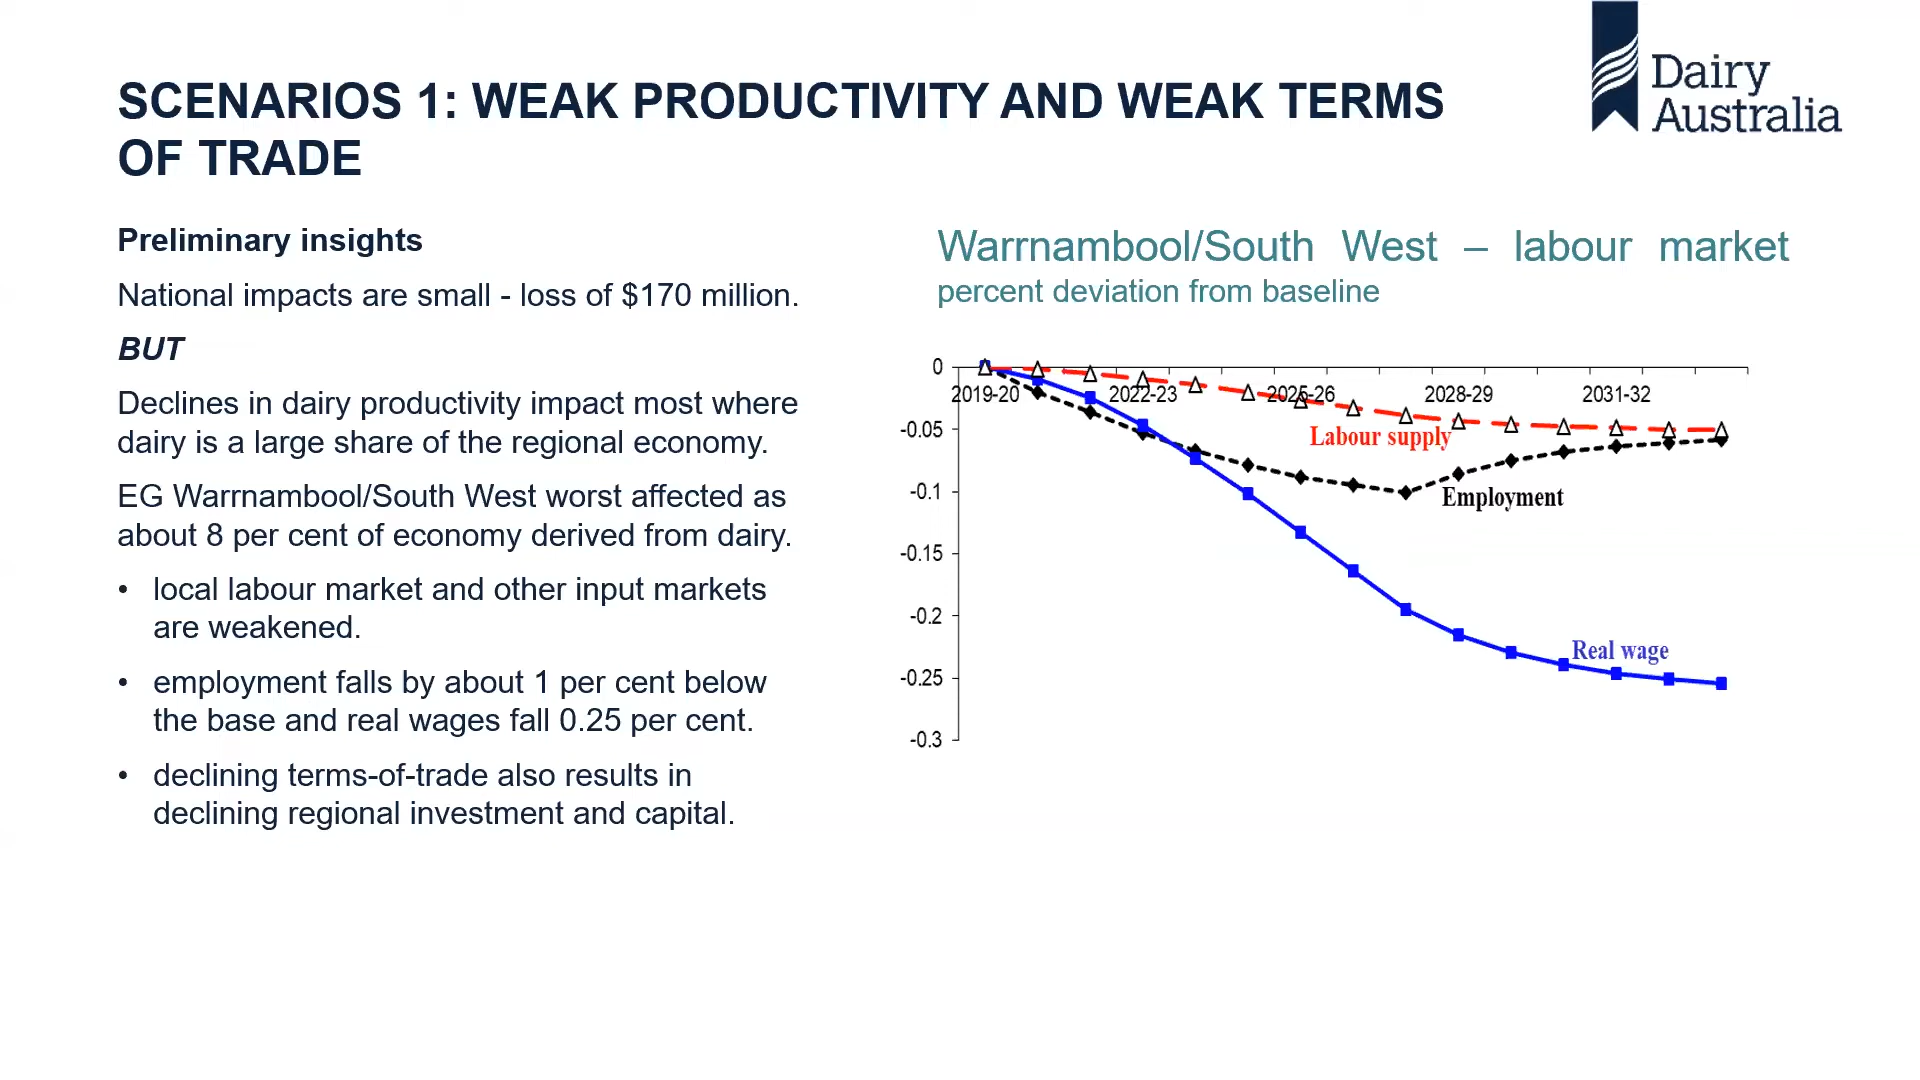 Dairy
Australia
SCENARIOS 1: WEAK PRODUCTIVITY AND WEAK TERMS
OF TRADE
Preliminary insights
National impacts are small - loss of $170 million.
BUT
Declines in dairy productivity impact most where
dairy is a large share of the regional economy.
EG Warrnambool/South West worst affected as
about 8 per cent of economy derived from dairy.
• local labour market and other input markets
are weakened.
• employment falls by about 1 per cent below
the base and real wages fall 0.25 per cent.
• declining terms-of-trade also results in
declining regional investment and capital.
Warrnambool/South West – labour market
percent deviation from baseline
0
2019-20 2022-23 2025-26 2028-29 2031-32
-0.05
Labour supply
-0.1
Employment
-0.15
-0.2
Real wage
-0.25
-0.3